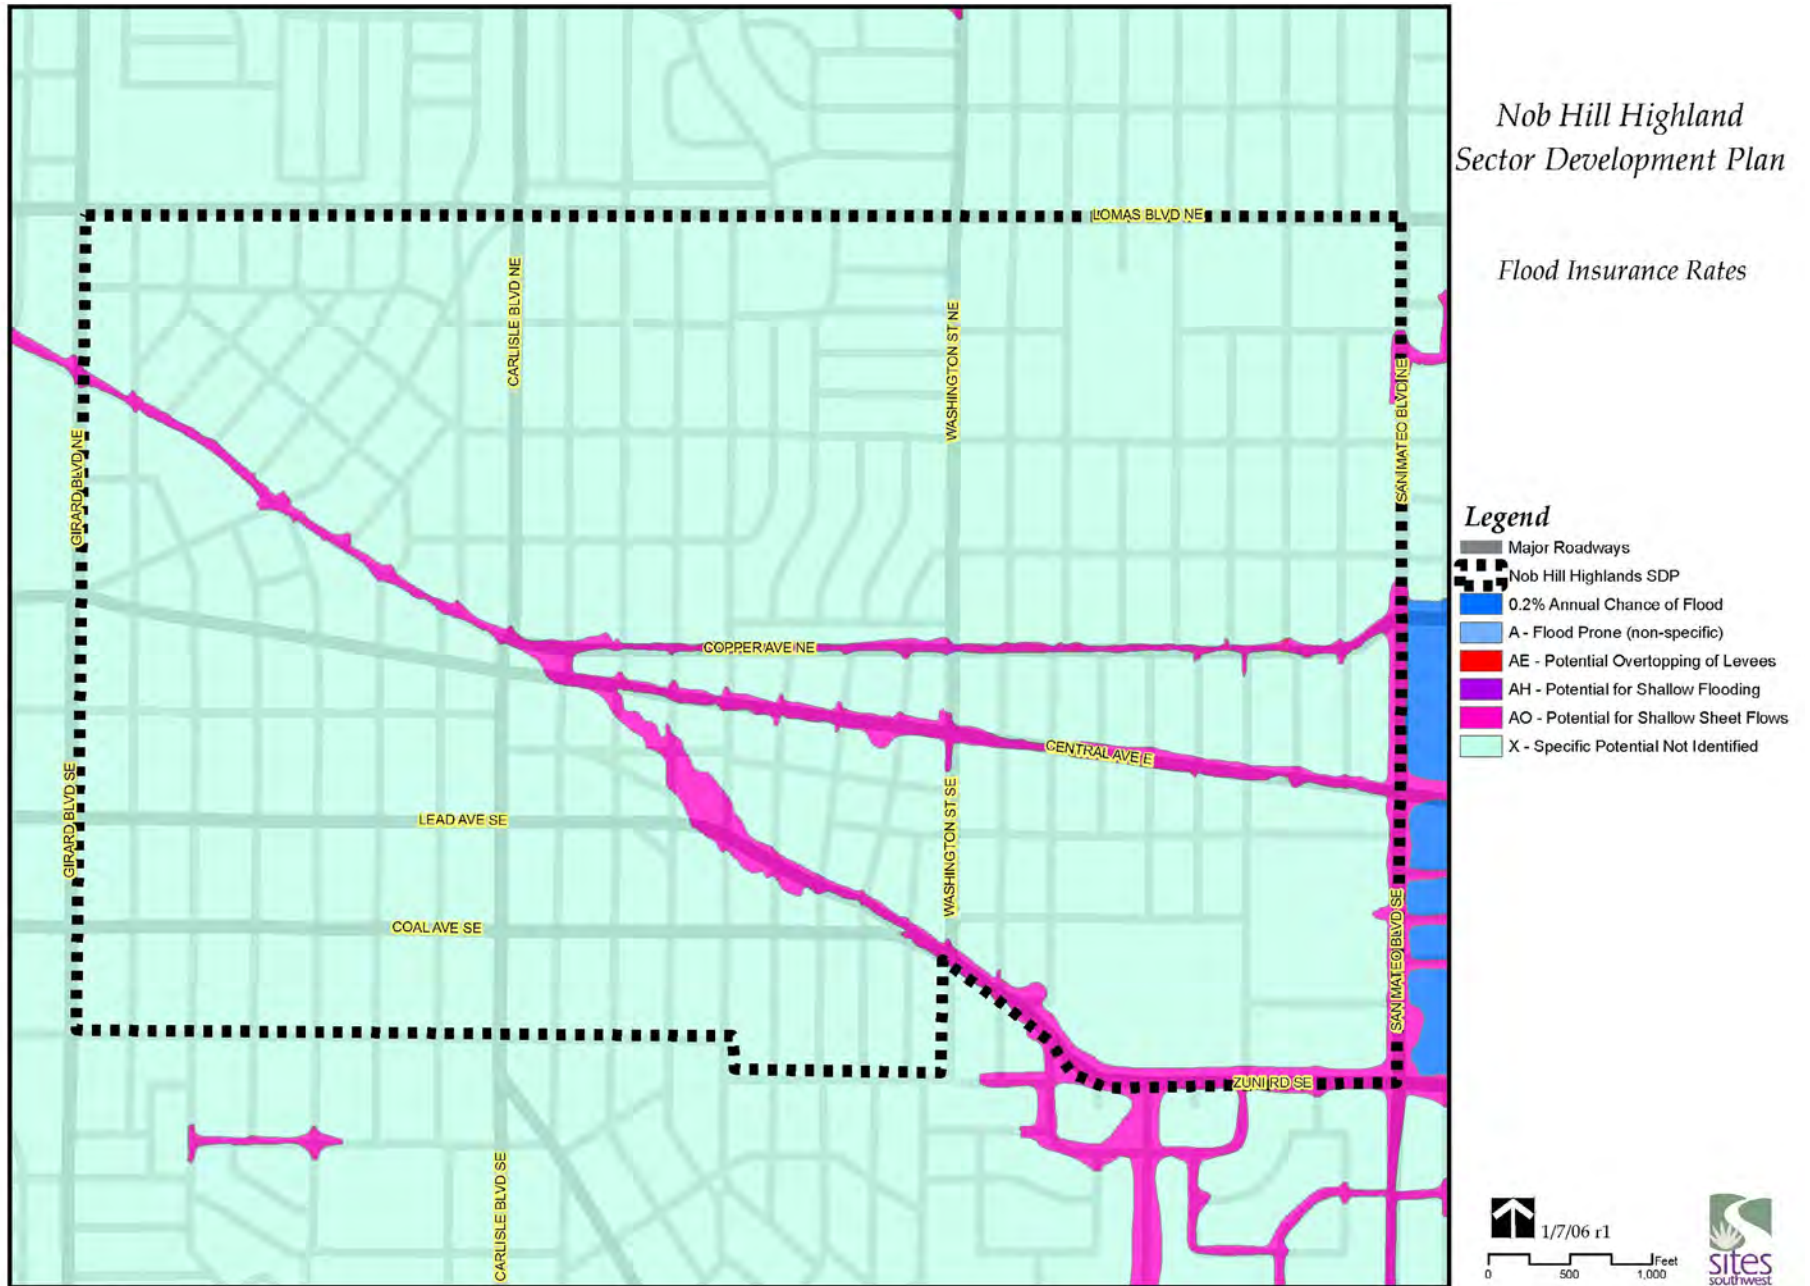 Nob Hill Highland
Sector Development Plan
Flood Insurance Rates
LOMAS BLVD NE
CARLISLE BLVD NE
WASHINGTON ST NE
SAN MATEO BLVD NE
GIRARD BLVD NE
COPPER AVE NE
CENTRAL AVE E
GIRARD BLVD SE
LEAD AVE SE
WASHINGTON ST SE
COAL AVE SE
SAN MATEO BLVD SE
ZUNI RD SE
CARLISLE BLVD SE
Legend
Major Roadways
Nob Hill Highlands SDP
0.2% Annual Chance of Flood
A - Flood Prone (non-specific)
AE - Potential Overtopping of Levees
AH - Potential for Shallow Flooding
AO - Potential for Shallow Sheet Flows
X - Specific Potential Not Identified
1/7/06 r1
Feet
0 500 1,000
sites
southwest